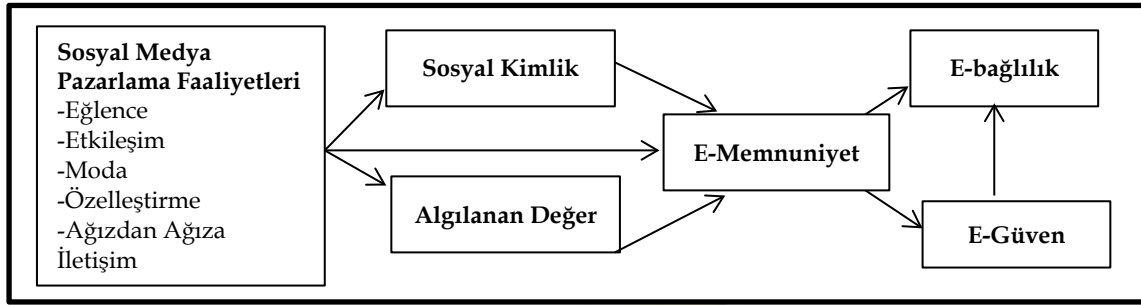 Sosyal Medya
Pazarlama Faaliyetleri
-Eğlence
-Etkileşim
-Moda
-Özelleştirme
-Ağızdan Ağıza
İletişim
Sosyal Kimlik
Algılanan Değer
E-Memnuniyet
E-bağlılık
E-Güven